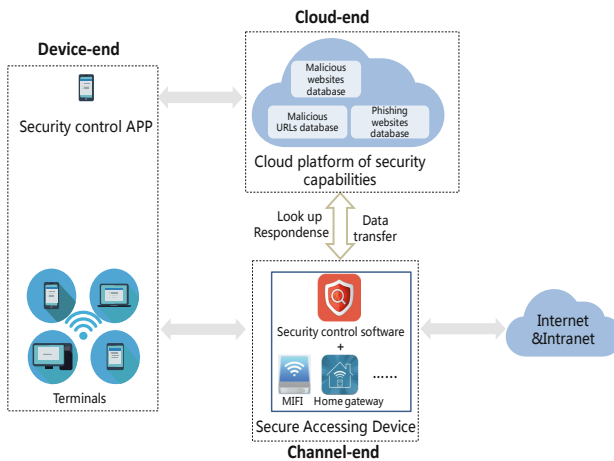 Cloud-end
Device-end
Malicious
websites
database
Malicious
URLs database
Phishing
websites
database
Security control APP
Cloud platform of security
capabilities
Look up
Respondense
Data
transfer
Security control software
+
MIFI
Home gateway
......
Internet
&Intranet
Terminals
Secure Accessing Device
Channel-end